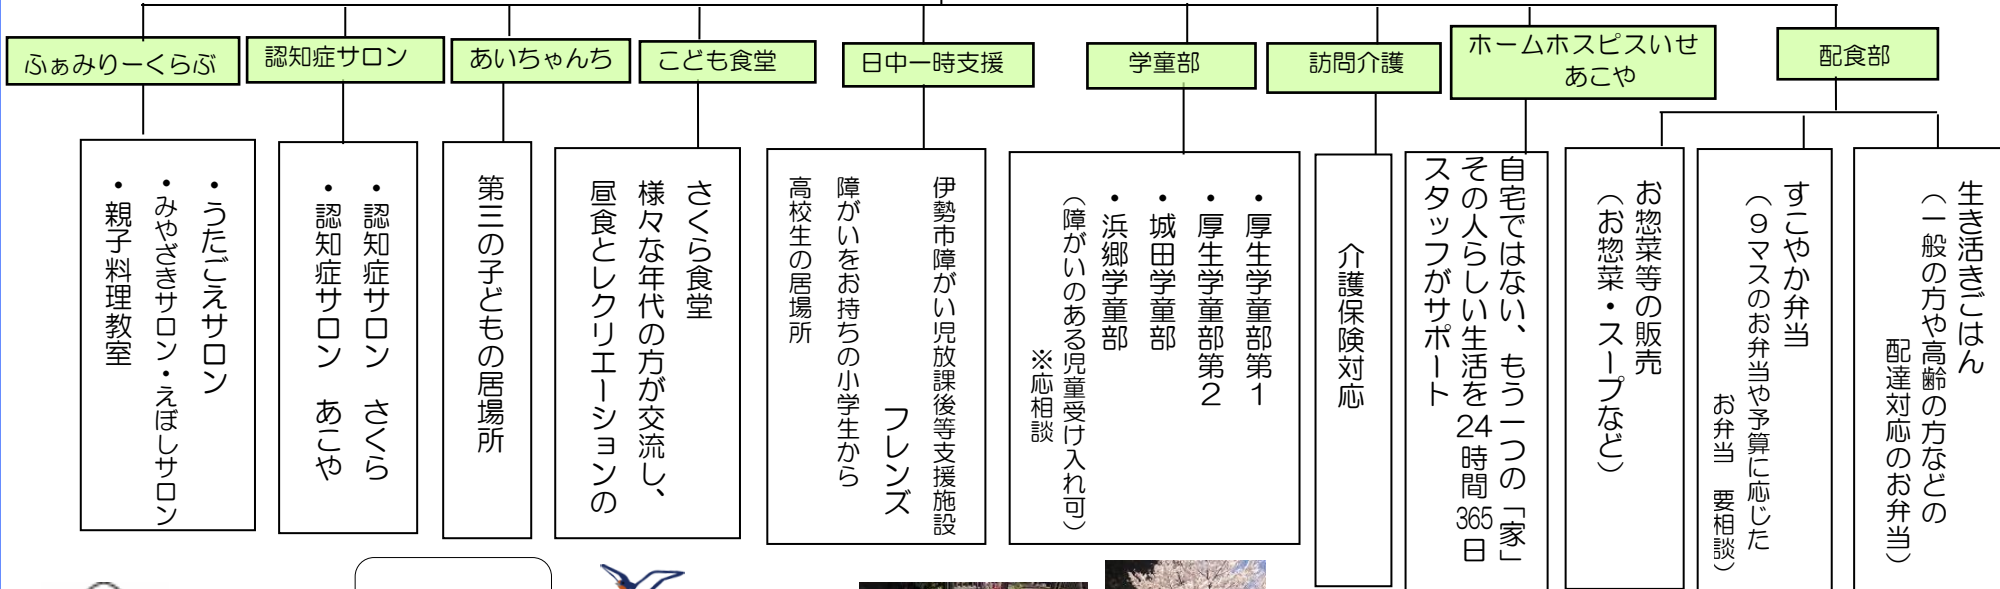 ふぁみりーくらぶ
・うたごえサロン
・みやざきサロン・えぼしサロン
・親子料理教室
認知症サロン
・認知症サロン　さくら
・認知症サロン　あこや
あいちゃんち
第三の子どもの居場所
こども食堂
さくら食堂
様々な年代の方が交流し、
昼食とレクリエーションの
日中一時支援
伊勢市障がい児放課後等支援施設
フレンズ
障がいをお持ちの小学生から
高校生の居場所
学童部
・厚生学童部第1
・厚生学童部第2
・城田学童部
・浜郷学童部
（障がいのある児童受け入れ可）
※応相談
訪問介護
介護保険対応
ホームホスピスいせ
あこや
自宅ではない、もう一つの「家」
その人らしい生活を24時間365日
スタッフがサポート
配食部
お惣菜等の販売
（お惣菜・スープなど）
すこやか弁当
（9マスのお弁当や予算に応じた
お弁当　要相談）
生き活きごはん
（一般の方や高齢の方などの
配達対応のお弁当）